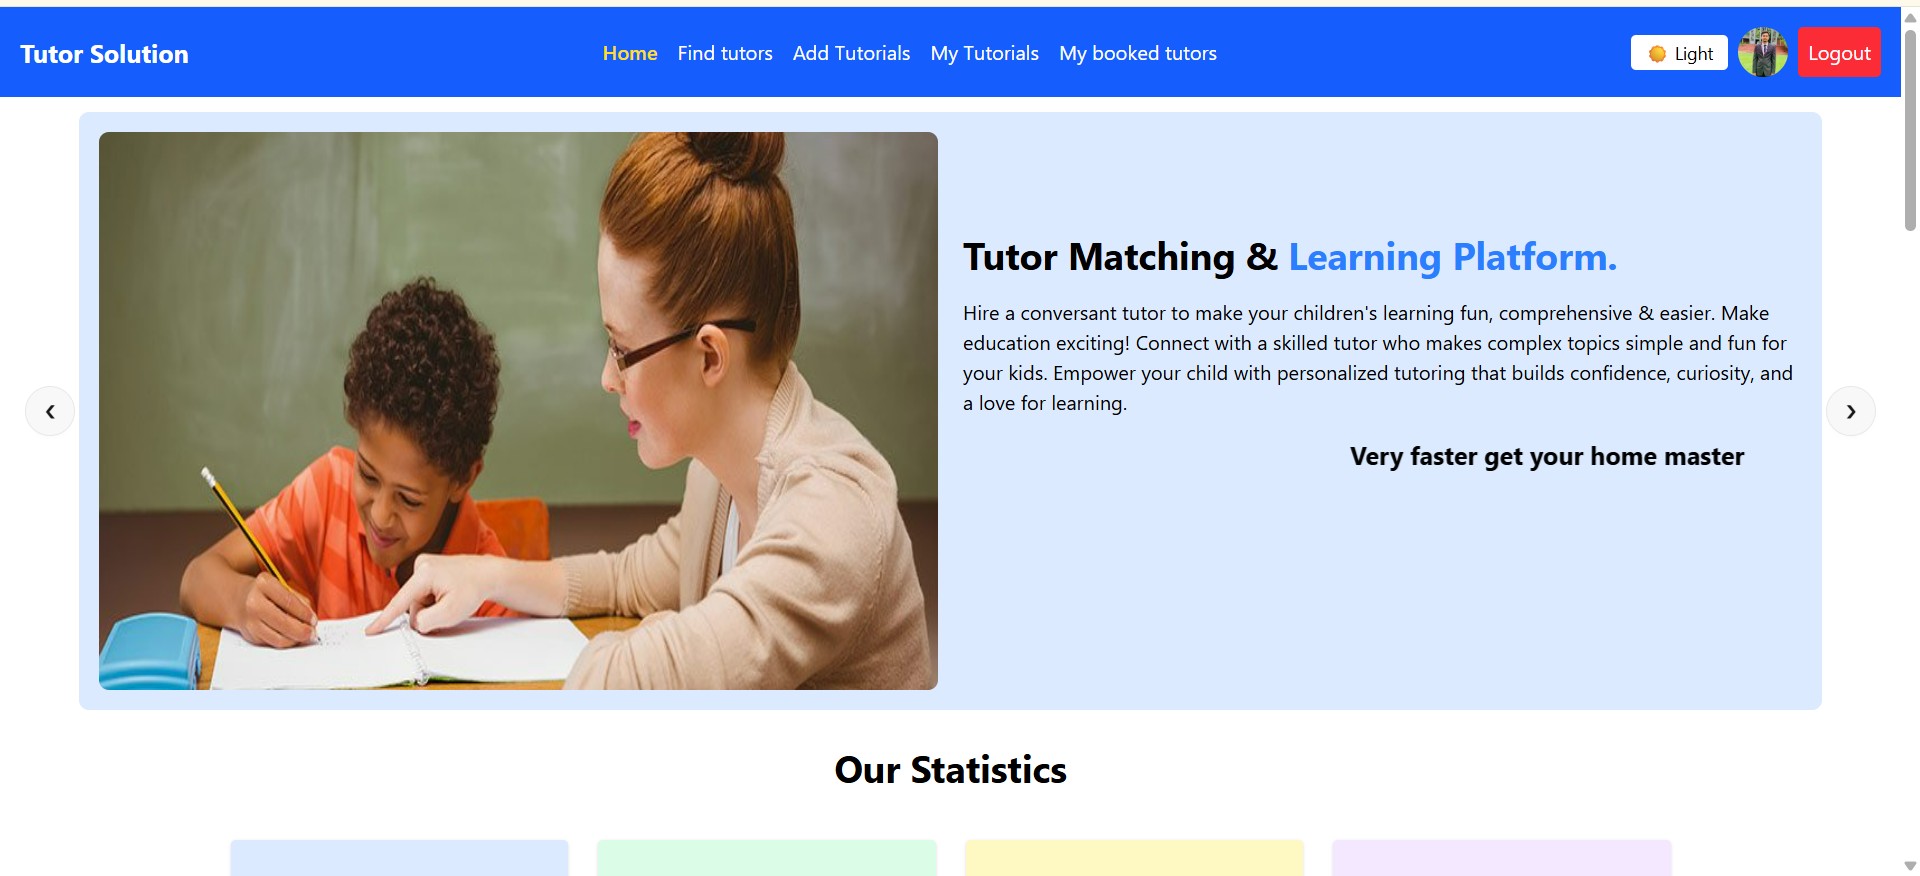 Tutor Solution
Home Find tutors Add Tutorials My Tutorials My booked tutors
Light
Logout
Tutor Matching & Learning Platform.
Hire a conversant tutor to make your children's learning fun, comprehensive & easier. Make
education exciting! Connect with a skilled tutor who makes complex topics simple and fun for
your kids. Empower your child with personalized tutoring that builds confidence, curiosity, and
a love for learning.
Very faster get your home master
Our Statistics